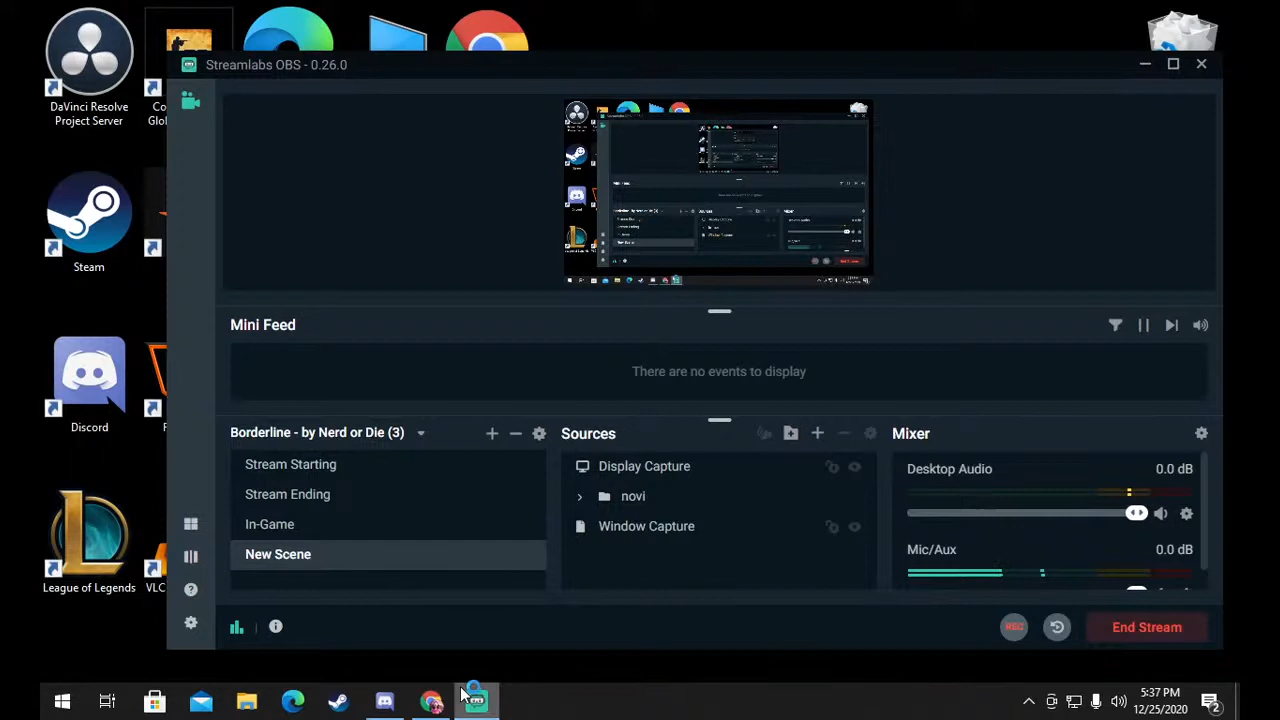 Streamlabs OBS - 0.26.0
DaVinci Resolve
Project Server
Co
Glob
Steam
Mini Feed
There are no events to display
Discord
Borderline - by Nerd or Die (3)
Sources
Mixer
Stream Starting
Display Capture
Desktop Audio
0.0 dB
Stream Ending
novi
In-Game
Window Capture
New Scene
Mic/Aux
0.0 dB
League of Legends
VLC
REC
End Stream
5:37 PM
12/25/2020
2